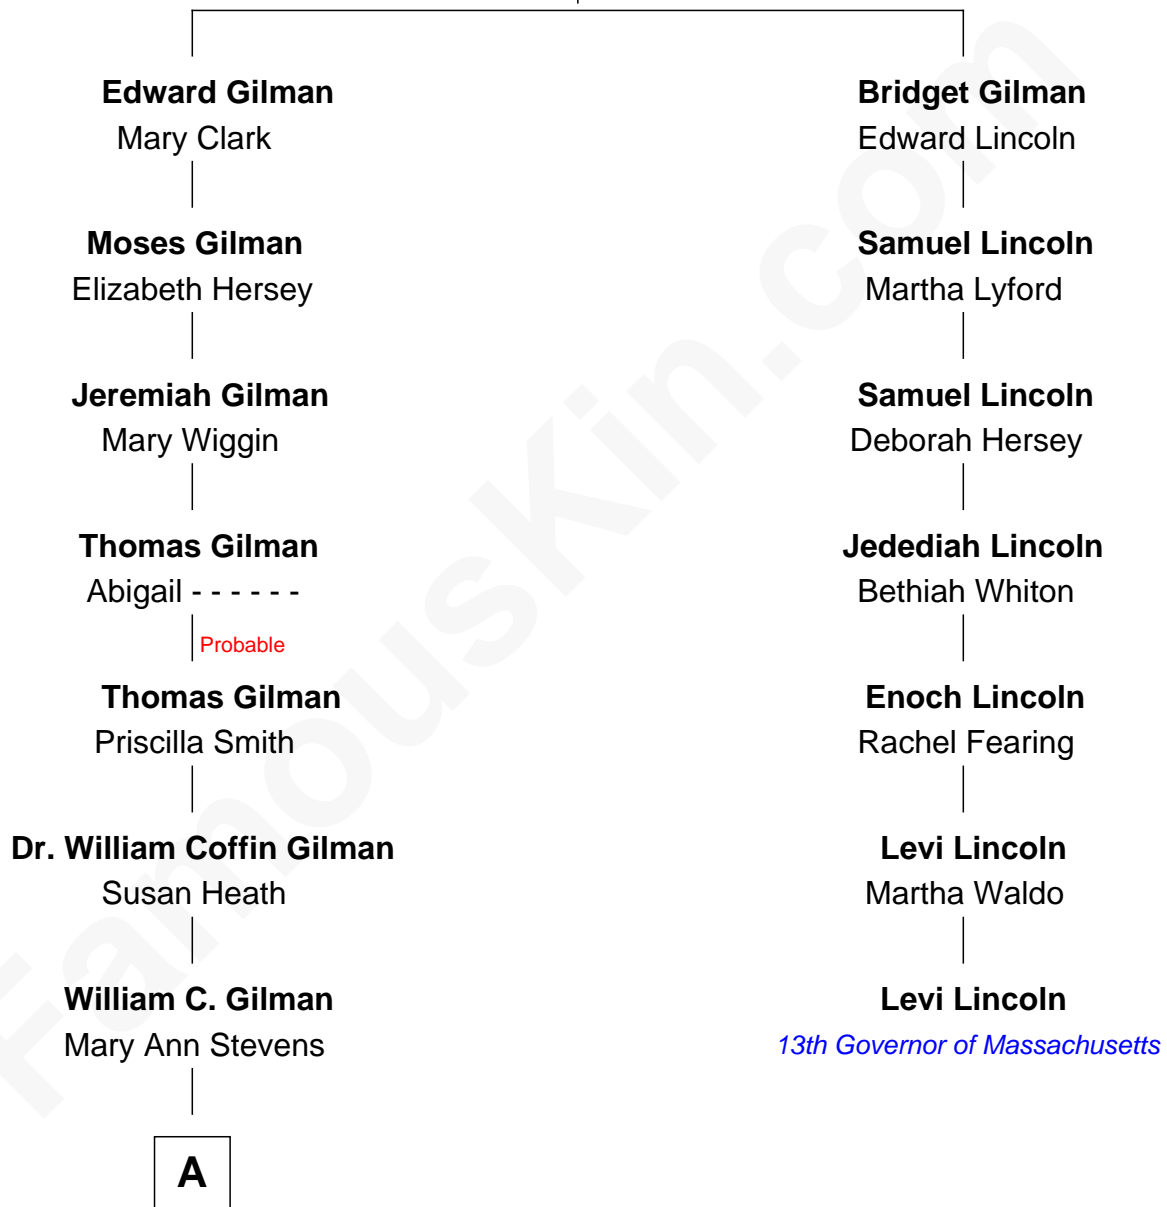 Edward Gilman
Mary Clark
Moses Gilman
Elizabeth Hersey
Jeremiah Gilman
Mary Wiggin
Thomas Gilman
Abigail - - - - - -
Probable
Thomas Gilman
Priscilla Smith
Dr. William Coffin Gilman
Susan Heath
William C. Gilman
Mary Ann Stevens
A
Bridget Gilman
Edward Lincoln
Samuel Lincoln
Martha Lyford
Samuel Lincoln
Deborah Hersey
Jedediah Lincoln
Bethiah Whiton
Enoch Lincoln
Rachel Fearing
Levi Lincoln
Martha Waldo
Levi Lincoln
13th Governor of Massachusetts
FamousKin.com